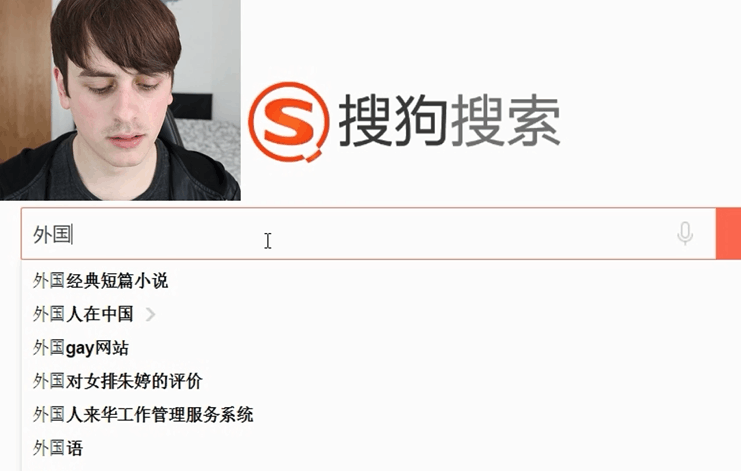 搜狗搜索
外国
外国经典短篇小说
外国人在中国
外国gay网站
外国对女排朱婷的评价
外国人来华工作管理服务系统
外国语